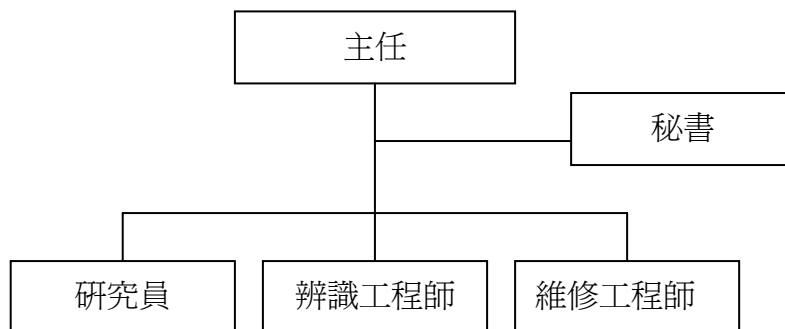 主任
秘書
研究員
辨識工程師
維修工程師